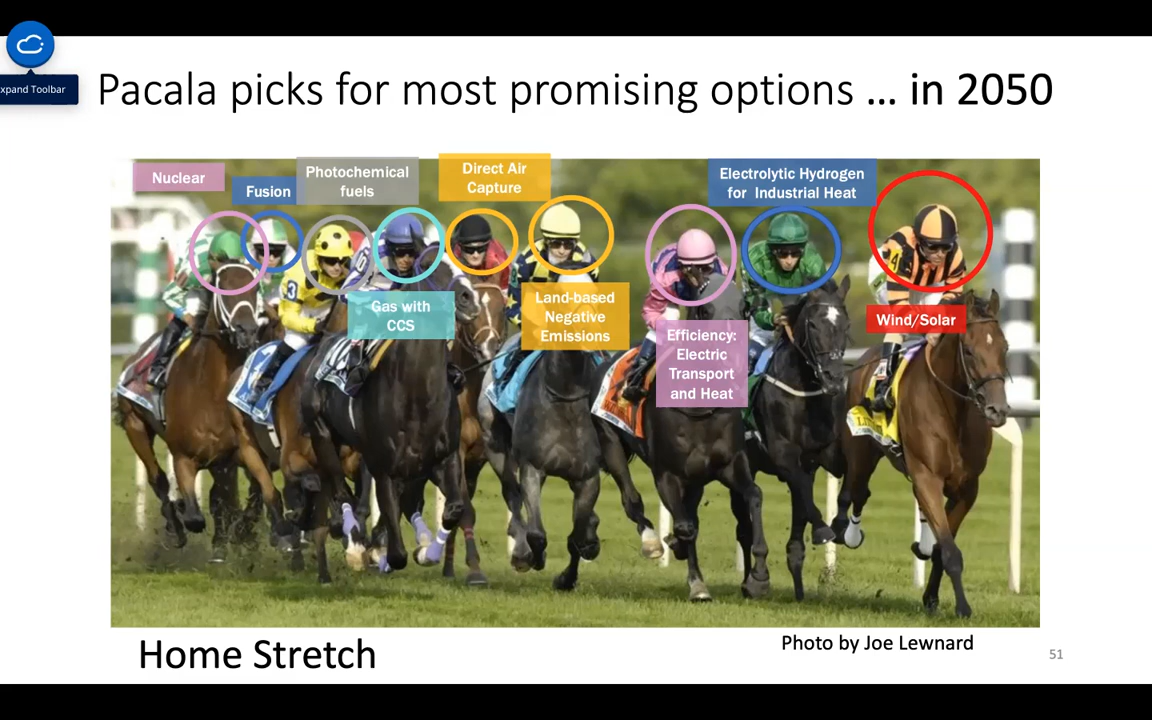 xpand Toolbar
Pacala picks for most promising options ... in 2050
Nuclear
Fusion
Photochemical
fuels
Direct Air
Capture
Electrolytic Hydrogen
for Industrial Heat
Gas with
CCS
Land-based
Negative
Emissions
Efficiency:
Electric
Transport
and Heat
Wind/Solar
Home Stretch
Photo by Joe Lewnard
51